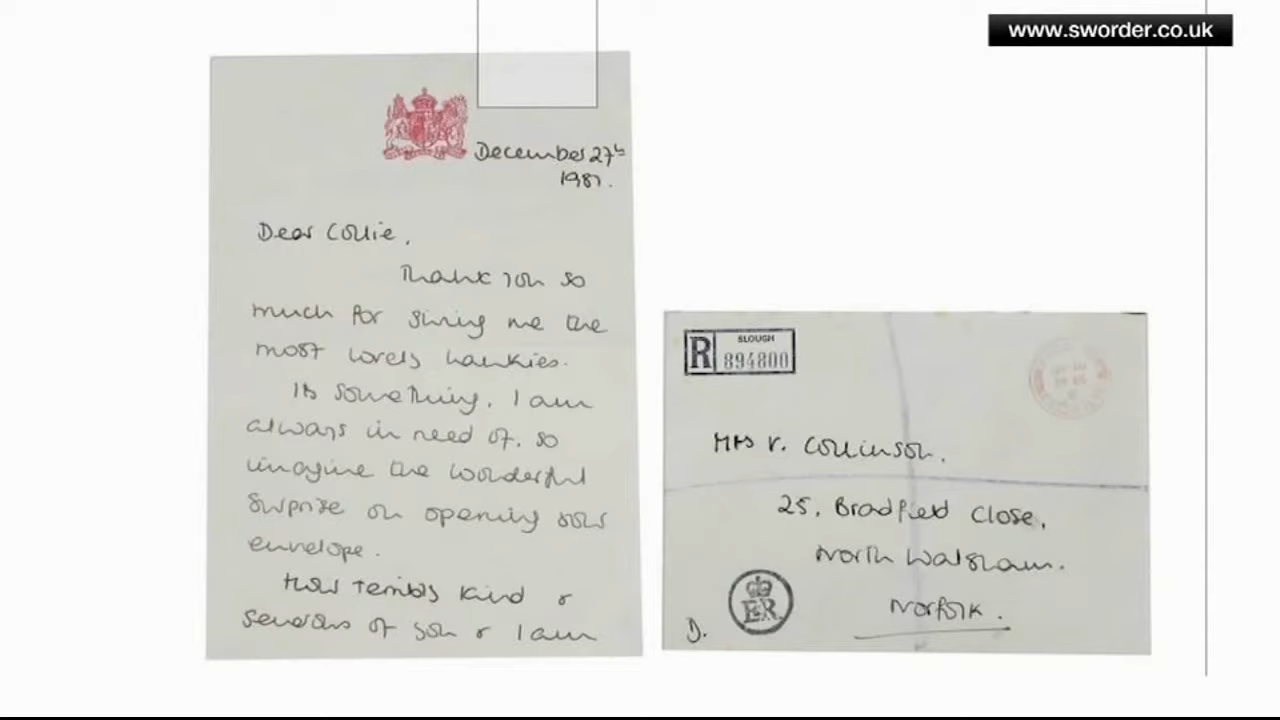 www.sworder.co.uk
December 27th
1981.
Dear Collie,
Thank you so
much for giving me the
most lovely hankies.
Its something, I am
always in need of, so
imagine the wonderful
surprise on opening your
envelope.
How terribly kind &
generous of you & I am
R
SLOUGH
894800
Mrs V. Collinson.
25, Bradfield Close,
North Walsham.
Norfolk.
D.
EIIR